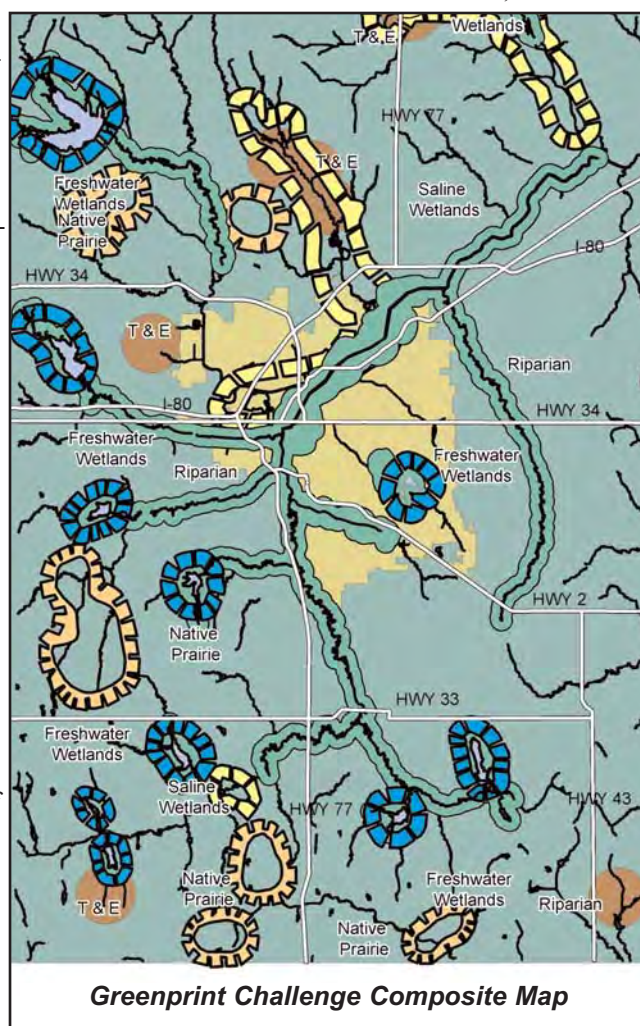 T & E
Wetlands
HWY 77
T & E
Freshwater
Wetlands
Native
Prairie
Saline
Wetlands
I-80
HWY 34
T & E
Riparian
I-80
HWY 34
Freshwater
Wetlands
Riparian
Freshwater
Wetlands
HWY 2
Native
Prairie
HWY 33
Freshwater
Wetlands
Saline
Wetlands
HWY 77
HWY 43
Native
Prairie
Freshwater
Wetlands
T & E
Riparian
Native
Prairie
Greenprint Challenge Composite Map